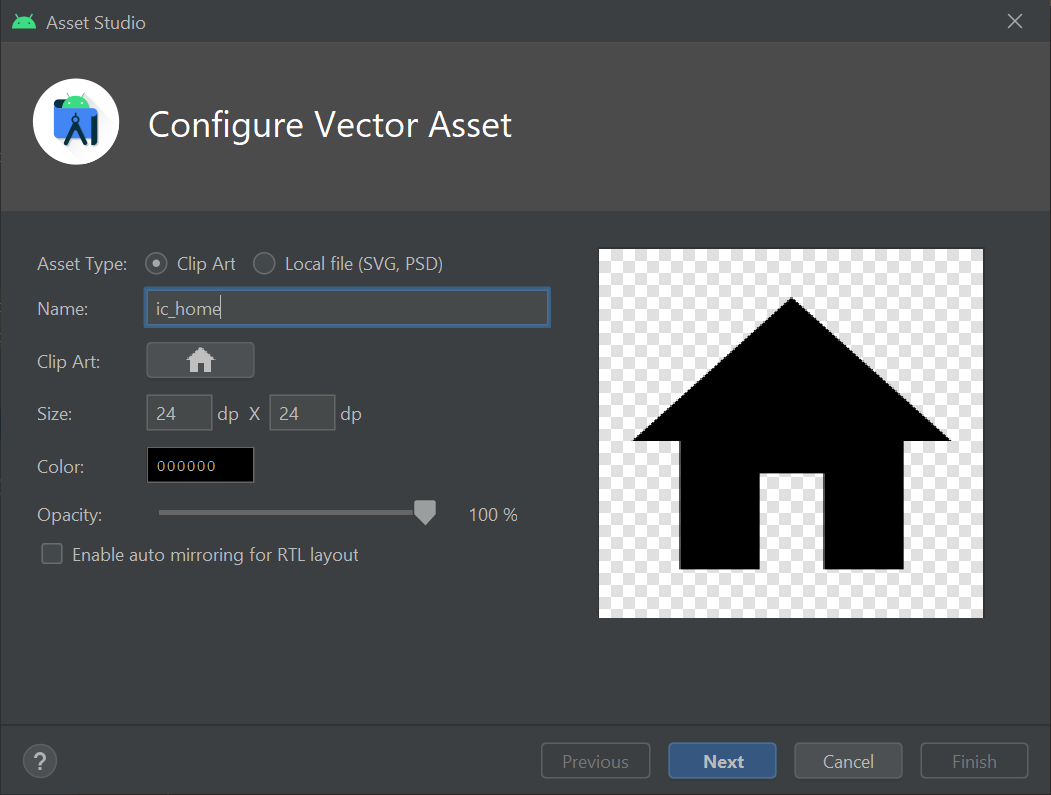 Asset Studio
Configure Vector Asset
Asset Type: Clip Art Local file (SVG, PSD)
Name: ic_home
Clip Art:
Size: 24 dp X 24 dp
Color: 000000
Opacity: 100 %
Enable auto mirroring for RTL layout
? Previous Next Cancel Finish